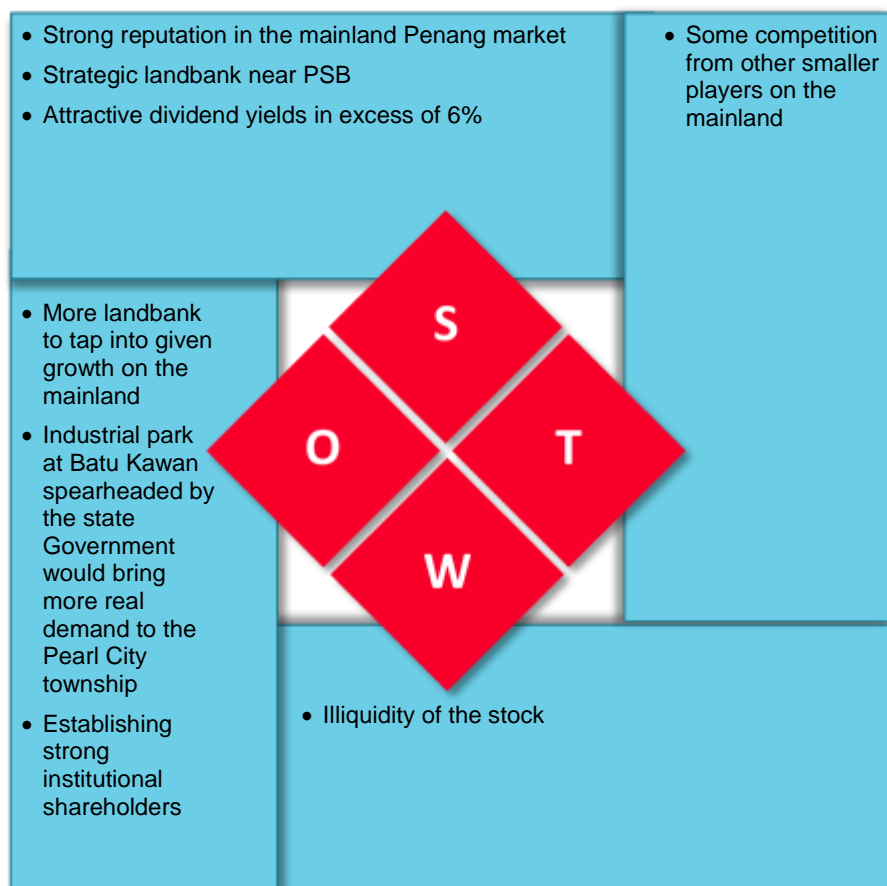 • Strong reputation in the mainland Penang market
• Strategic landbank near PSB
• Attractive dividend yields in excess of 6%
• Some competition
from other smaller
players on the
mainland
• More landbank
to tap into given
growth on the
mainland
• Industrial park
at Batu Kawan
spearheaded by
the state
Government
would bring
more real
demand to the
Pearl City
township
• Establishing
strong
institutional
shareholders
S
O
T
W
• Illiquidity of the stock